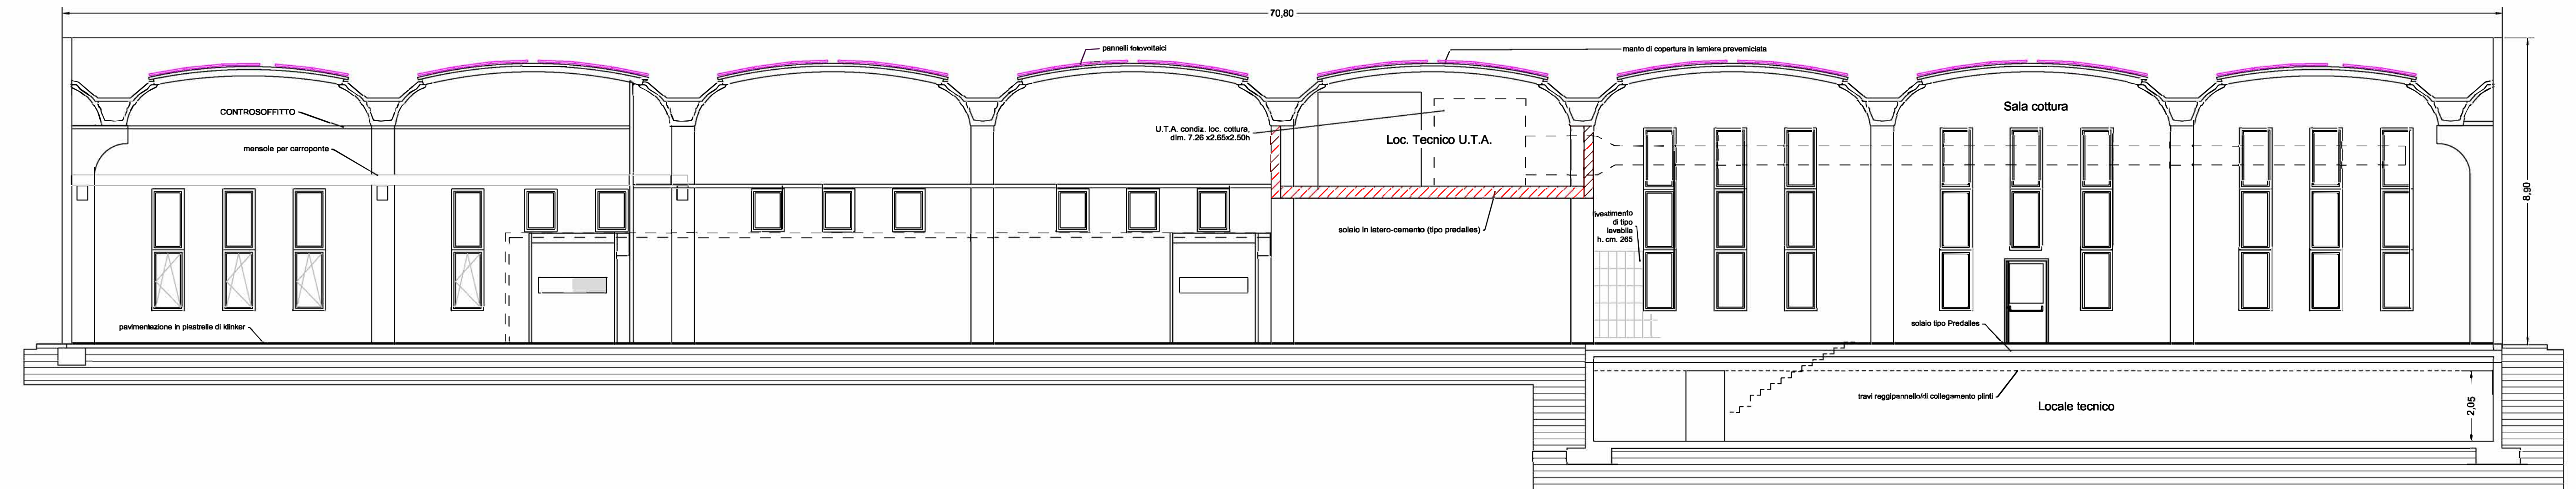 70,80
pannelli fotovoltaici
manto di copertura in lamiera preverniciata
CONTROSOFFITTO
mensole per carroponte
U.T.A. condiz. loc. cottura,
dim. 7.26 x2.65x2.50h
Loc. Tecnico U.T.A.
Sala cottura
8,90
solaio in latero-cemento (tipo predalles)
ivestimento
di tipo
lavabile
h. cm. 265
pavimentazione in piastrelle di klinker
solaio tipo Predalles
travi reggipannello/di collegamento plinti
Locale tecnico
2,05